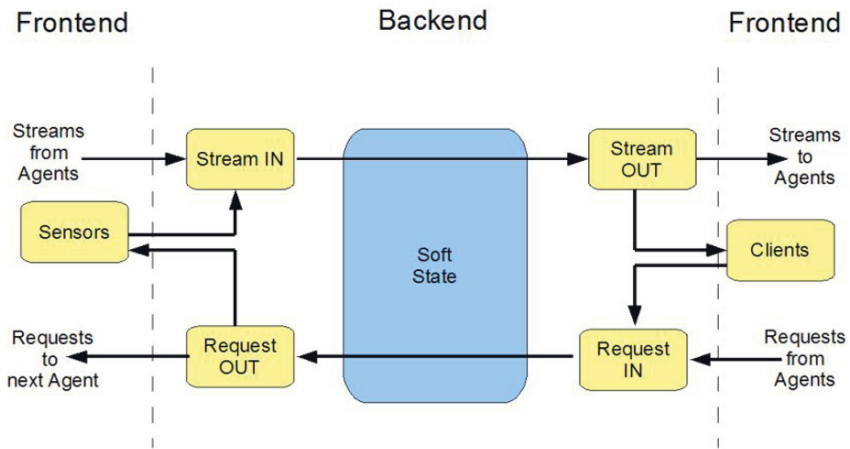 Frontend
Backend
Frontend
Streams
from
Agents
Stream IN
Stream
OUT
Streams
to
Agents
Sensors
Soft
State
Clients
Requests
to
next Agent
Request
OUT
Request
IN
Requests
from
Agents